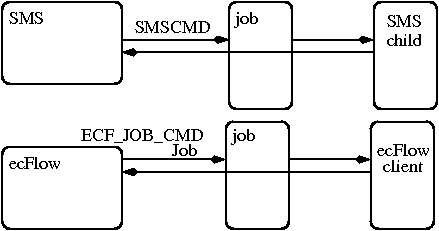 SMS
SMSCMD
job
SMS
child
ECF_JOB_CMD
Job
ecFlow
job
ecFlow
client